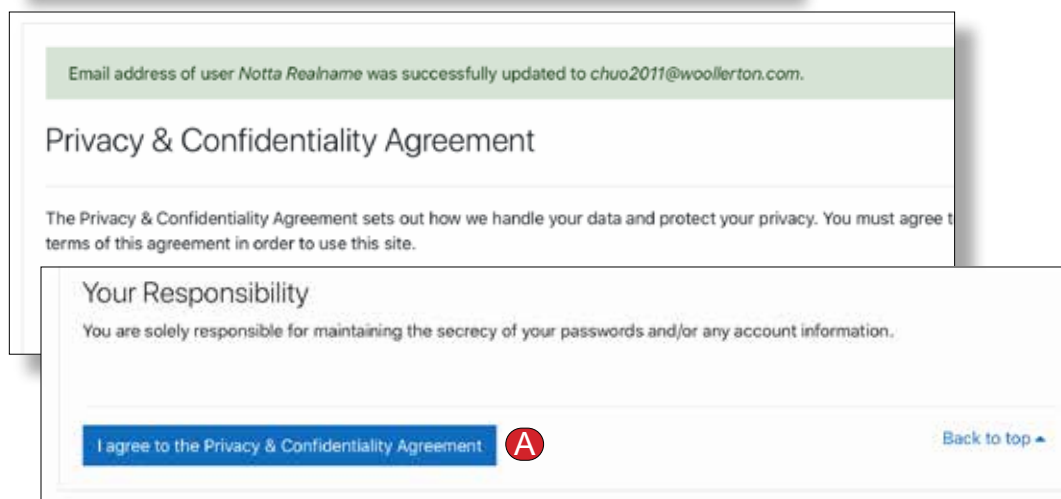 Email address of user Notta Realname was successfully updated to chuo2011@woollerton.com.
Privacy & Confidentiality Agreement
The Privacy & Confidentiality Agreement sets out how we handle your data and protect your privacy. You must agree t
terms of this agreement in order to use this site.
Your Responsibility
You are solely responsible for maintaining the secrecy of your passwords and/or any account information.
I agree to the Privacy & Confidentiality Agreement
A
Back to top